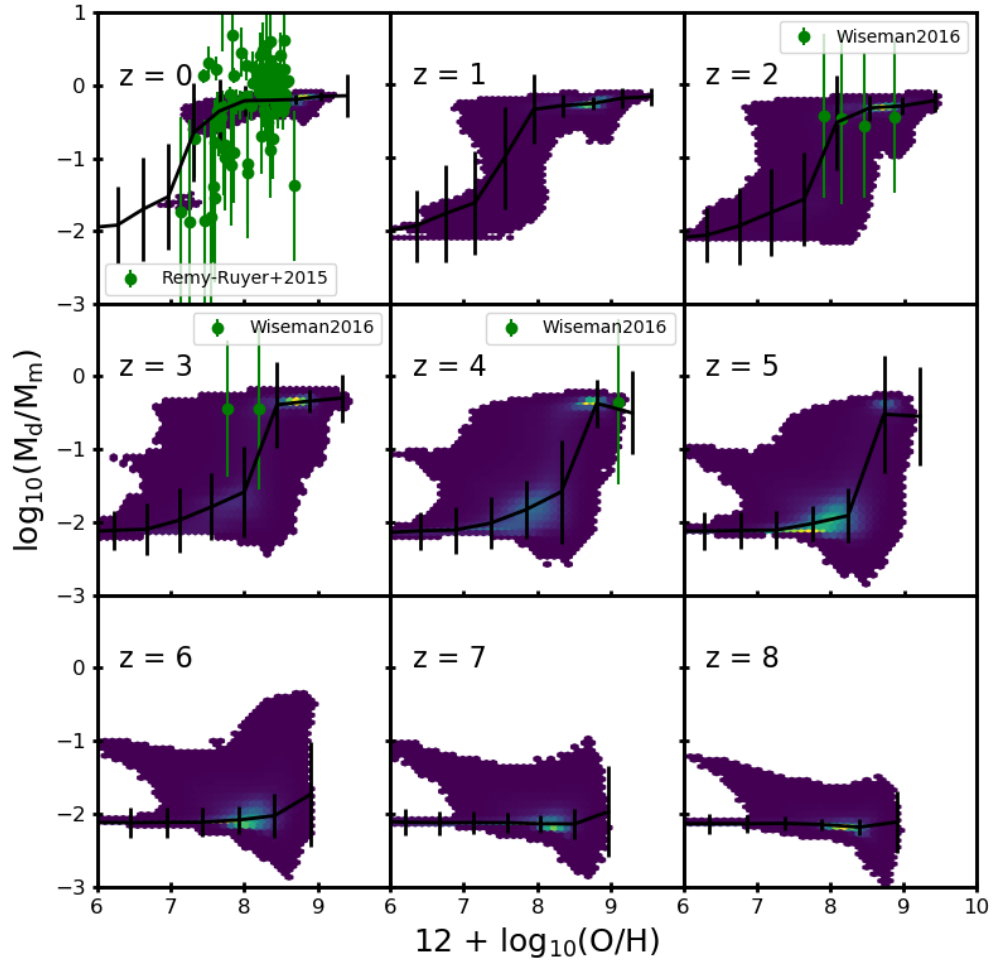 1
z = 0
z = 1
z = 2
Wiseman2016
0
−1
−2
Remy-Ruyer+2015
−3
Wiseman2016
Wiseman2016
z = 3
z = 4
z = 5
0
−1
−2
−3
log₁₀(M_d/M_m)
z = 6
z = 7
z = 8
0
−1
−2
−3
6 7 8 9 6 7 8 9 6 7 8 9 10
12 + log₁₀(O/H)